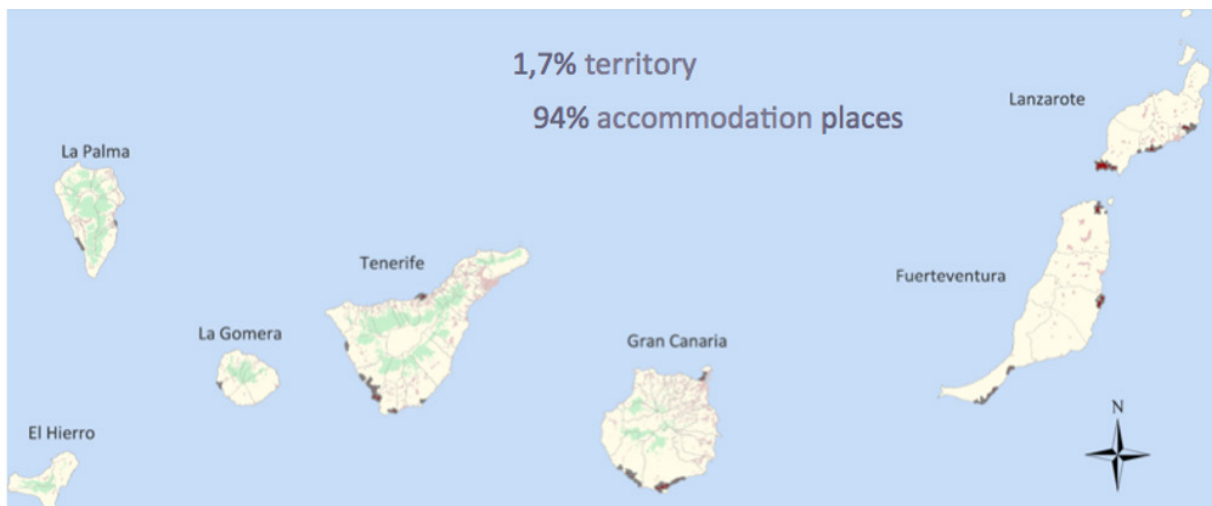 1,7% territory
94% accommodation places
Lanzarote
La Palma
Tenerife
Fuerteventura
La Gomera
Gran Canaria
El Hierro
N